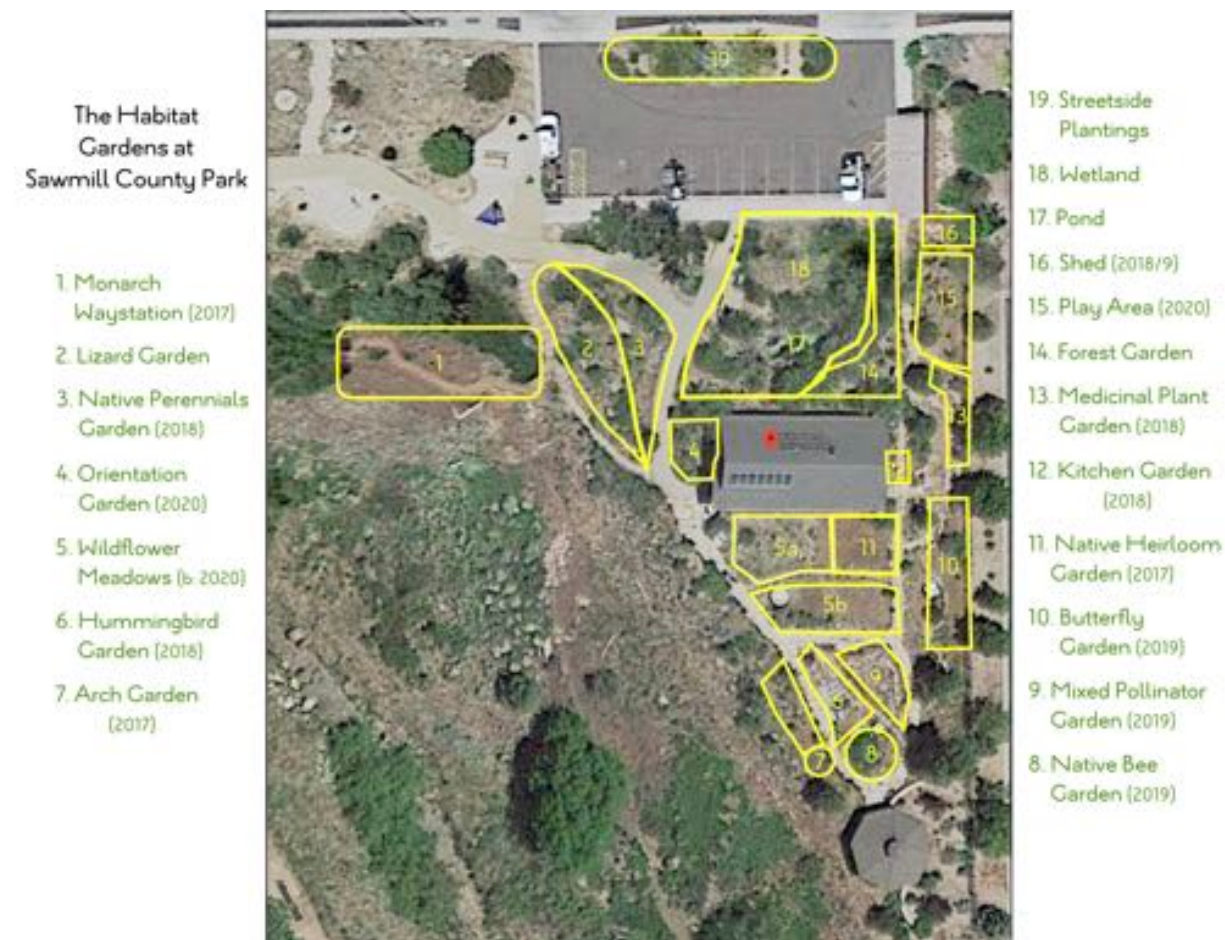 The Habitat
Gardens at
Sawmill County Park
1. Monarch
Waystation (2017)
2. Lizard Garden
3. Native Perennials
Garden (2018)
4. Orientation
Garden (2020)
5. Wildflower
Meadows (b: 2020)
6. Hummingbird
Garden (2018)
7. Arch Garden
(2017)
19
18
17
16
15
14
13
1
2
3
4
5a
11
5b
10
9
7
8
19. Streetside
Plantings
18. Wetland
17. Pond
16. Shed (2018/9)
15. Play Area (2020)
14. Forest Garden
13. Medicinal Plant
Garden (2018)
12. Kitchen Garden
(2018)
11. Native Heirloom
Garden (2017)
10. Butterfly
Garden (2019)
9. Mixed Pollinator
Garden (2019)
8. Native Bee
Garden (2019)